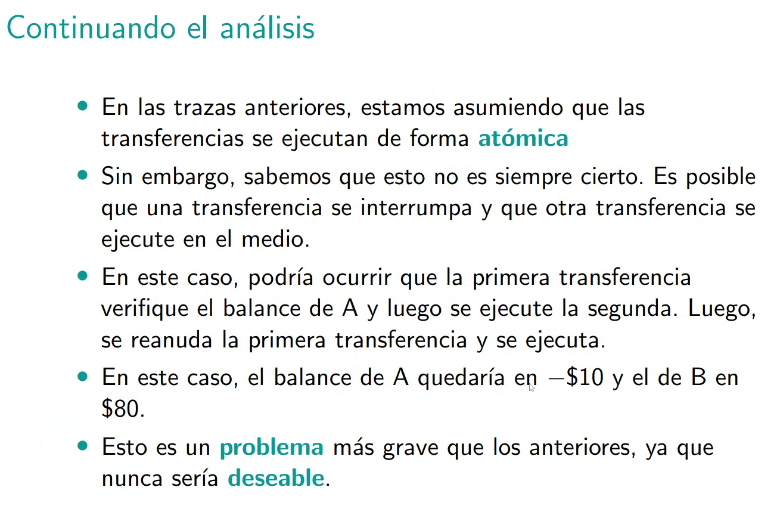 Continuando el análisis
• En las trazas anteriores, estamos asumiendo que las
transferencias se ejecutan de forma atómica
• Sin embargo, sabemos que esto no es siempre cierto. Es posible
que una transferencia se interrumpa y que otra transferencia se
ejecute en el medio.
• En este caso, podría ocurrir que la primera transferencia
verifique el balance de A y luego se ejecute la segunda. Luego,
se reanuda la primera transferencia y se ejecuta.
• En este caso, el balance de A quedaría en −$10 y el de B en
$80.
• Esto es un problema más grave que los anteriores, ya que
nunca sería deseable.